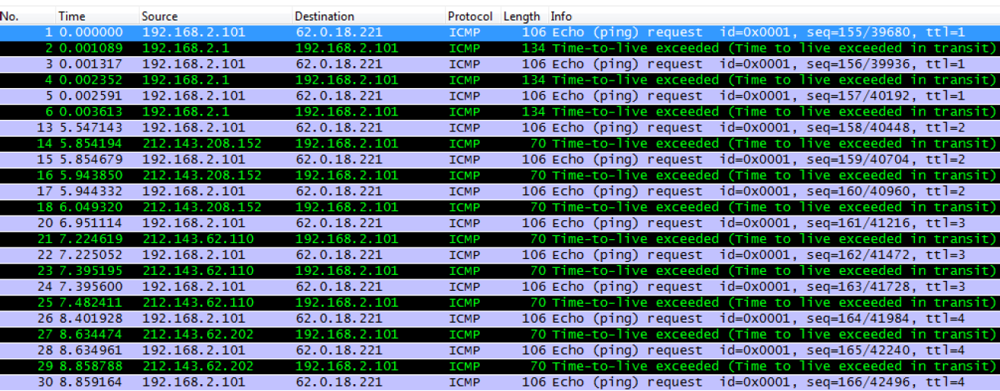 No. Time Source Destination Protocol Length Info
1 0.000000 192.168.2.101 62.0.18.221 ICMP 106 Echo (ping) request id=0x0001, seq=155/39680, ttl=1
2 0.001089 192.168.2.1 192.168.2.101 ICMP 134 Time-to-live exceeded (Time to live exceeded in transit)
3 0.001317 192.168.2.101 62.0.18.221 ICMP 106 Echo (ping) request id=0x0001, seq=156/39936, ttl=1
4 0.002352 192.168.2.1 192.168.2.101 ICMP 134 Time-to-live exceeded (Time to live exceeded in transit)
5 0.002591 192.168.2.101 62.0.18.221 ICMP 106 Echo (ping) request id=0x0001, seq=157/40192, ttl=1
6 0.003613 192.168.2.1 192.168.2.101 ICMP 134 Time-to-live exceeded (Time to live exceeded in transit)
13 5.547143 192.168.2.101 62.0.18.221 ICMP 106 Echo (ping) request id=0x0001, seq=158/40448, ttl=2
14 5.854194 212.143.208.152 192.168.2.101 ICMP 70 Time-to-live exceeded (Time to live exceeded in transit)
15 5.854679 192.168.2.101 62.0.18.221 ICMP 106 Echo (ping) request id=0x0001, seq=159/40704, ttl=2
16 5.943850 212.143.208.152 192.168.2.101 ICMP 70 Time-to-live exceeded (Time to live exceeded in transit)
17 5.944332 192.168.2.101 62.0.18.221 ICMP 106 Echo (ping) request id=0x0001, seq=160/40960, ttl=2
18 6.049320 212.143.208.152 192.168.2.101 ICMP 70 Time-to-live exceeded (Time to live exceeded in transit)
20 6.951114 192.168.2.101 62.0.18.221 ICMP 106 Echo (ping) request id=0x0001, seq=161/41216, ttl=3
21 7.224619 212.143.62.110 192.168.2.101 ICMP 70 Time-to-live exceeded (Time to live exceeded in transit)
22 7.225052 192.168.2.101 62.0.18.221 ICMP 106 Echo (ping) request id=0x0001, seq=162/41472, ttl=3
23 7.395195 212.143.62.110 192.168.2.101 ICMP 70 Time-to-live exceeded (Time to live exceeded in transit)
24 7.395600 192.168.2.101 62.0.18.221 ICMP 106 Echo (ping) request id=0x0001, seq=163/41728, ttl=3
25 7.482411 212.143.62.110 192.168.2.101 ICMP 70 Time-to-live exceeded (Time to live exceeded in transit)
26 8.401928 192.168.2.101 62.0.18.221 ICMP 106 Echo (ping) request id=0x0001, seq=164/41984, ttl=4
27 8.634474 212.143.62.202 192.168.2.101 ICMP 70 Time-to-live exceeded (Time to live exceeded in transit)
28 8.634961 192.168.2.101 62.0.18.221 ICMP 106 Echo (ping) request id=0x0001, seq=165/42240, ttl=4
29 8.858788 212.143.62.202 192.168.2.101 ICMP 70 Time-to-live exceeded (Time to live exceeded in transit)
30 8.859164 192.168.2.101 62.0.18.221 ICMP 106 Echo (ping) request id=0x0001, seq=166/42496, ttl=4